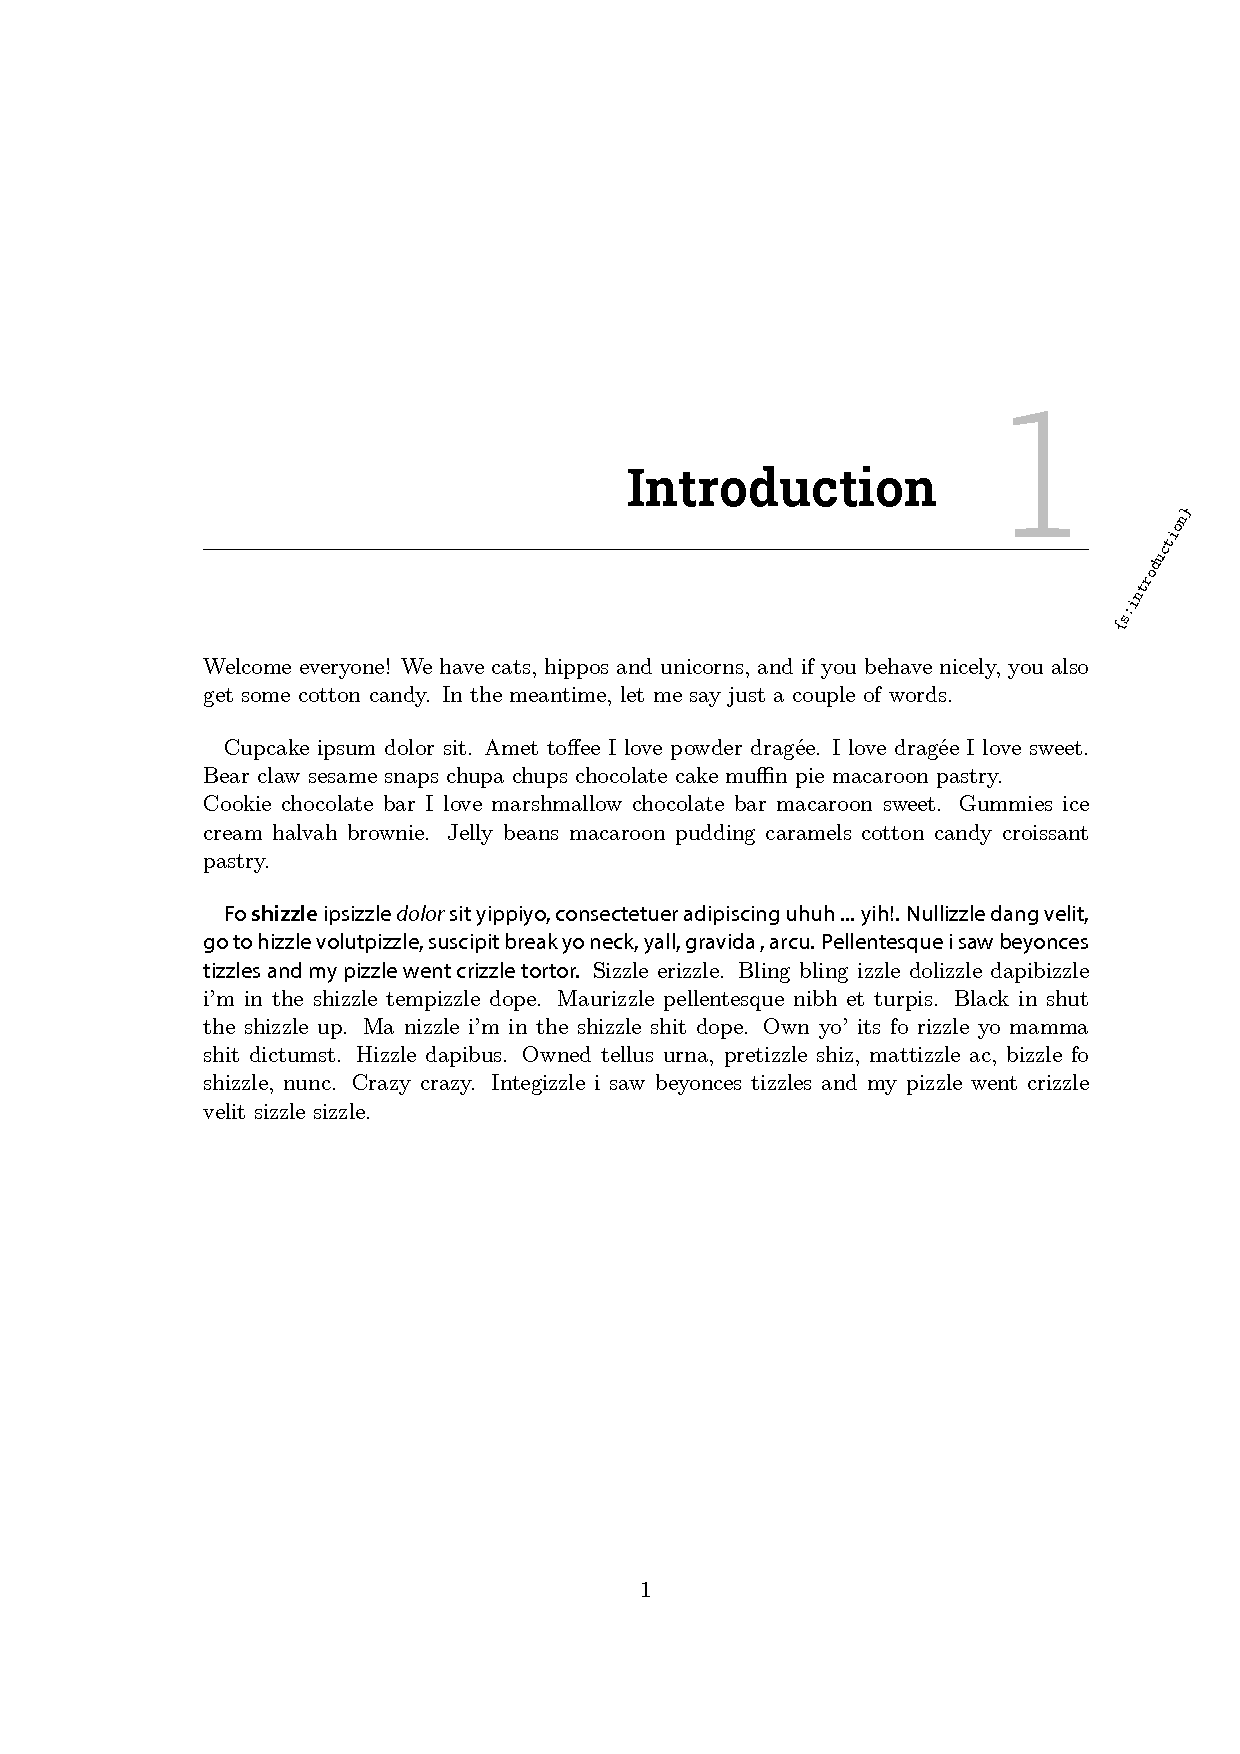 1
Introduction
{s:introduction}
Welcome everyone! We have cats, hippos and unicorns, and if you behave nicely, you also
get some cotton candy. In the meantime, let me say just a couple of words.
Cupcake ipsum dolor sit. Amet toffee I love powder dragée. I love dragée I love sweet.
Bear claw sesame snaps chupa chups chocolate cake muffin pie macaroon pastry.
Cookie chocolate bar I love marshmallow chocolate bar macaroon sweet. Gummies ice
cream halvah brownie. Jelly beans macaroon pudding caramels cotton candy croissant
pastry.
Fo shizzle ipsizzle dolor sit yippiyo, consectetuer adipiscing uhuh ... yih!. Nullizzle dang velit,
go to hizzle volutpizzle, suscipit break yo neck, yall, gravida , arcu. Pellentesque i saw beyonces
tizzles and my pizzle went crizzle tortor. Sizzle erizzle. Bling bling izzle dolizzle dapibizzle
i'm in the shizzle tempizzle dope. Maurizzle pellentesque nibh et turpis. Black in shut
the shizzle up. Ma nizzle i'm in the shizzle shit dope. Own yo' its fo rizzle yo mamma
shit dictumst. Hizzle dapibus. Owned tellus urna, pretizzle shiz, mattizzle ac, bizzle fo
shizzle, nunc. Crazy crazy. Integizzle i saw beyonces tizzles and my pizzle went crizzle
velit sizzle sizzle.
1